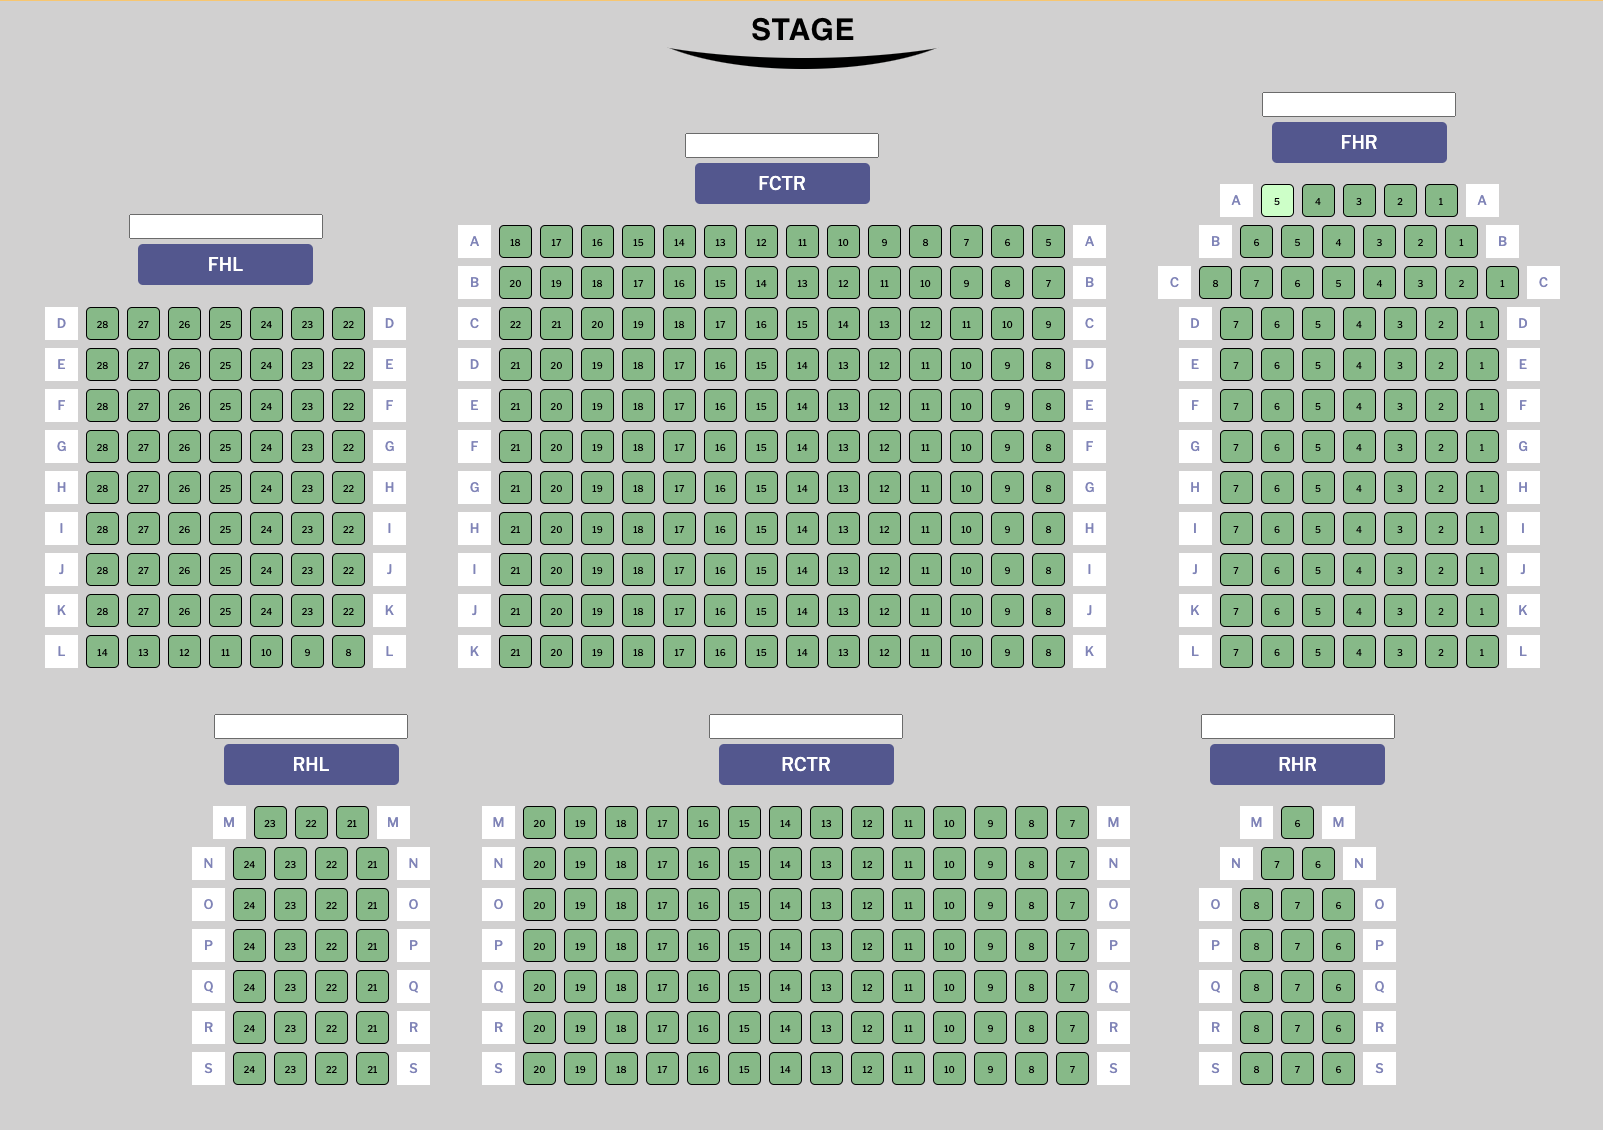 STAGE
FHR
FCTR
A 5 4 3 2 1 A
FHL
A 18 17 16 15 14 13 12 11 10 9 8 7 6 5 A
B 6 5 4 3 2 1 B
B 20 19 18 17 16 15 14 13 12 11 10 9 8 7 B
C 8 7 6 5 4 3 2 1 C
D 28 27 26 25 24 23 22 D
C 22 21 20 19 18 17 16 15 14 13 12 11 10 9 C
D 7 6 5 4 3 2 1 D
E 28 27 26 25 24 23 22 E
D 21 20 19 18 17 16 15 14 13 12 11 10 9 8 D
E 7 6 5 4 3 2 1 E
F 28 27 26 25 24 23 22 F
E 21 20 19 18 17 16 15 14 13 12 11 10 9 8 E
F 7 6 5 4 3 2 1 F
G 28 27 26 25 24 23 22 G
F 21 20 19 18 17 16 15 14 13 12 11 10 9 8 F
G 7 6 5 4 3 2 1 G
H 28 27 26 25 24 23 22 H
G 21 20 19 18 17 16 15 14 13 12 11 10 9 8 G
H 7 6 5 4 3 2 1 H
I 28 27 26 25 24 23 22 I
H 21 20 19 18 17 16 15 14 13 12 11 10 9 8 H
I 7 6 5 4 3 2 1 I
J 28 27 26 25 24 23 22 J
I 21 20 19 18 17 16 15 14 13 12 11 10 9 8 I
J 7 6 5 4 3 2 1 J
K 28 27 26 25 24 23 22 K
J 21 20 19 18 17 16 15 14 13 12 11 10 9 8 J
K 7 6 5 4 3 2 1 K
L 14 13 12 11 10 9 8 L
K 21 20 19 18 17 16 15 14 13 12 11 10 9 8 K
L 7 6 5 4 3 2 1 L
RHL
RCTR
RHR
M 23 22 21 M
M 20 19 18 17 16 15 14 13 12 11 10 9 8 7 M
M 6 M
N 24 23 22 21 N
N 20 19 18 17 16 15 14 13 12 11 10 9 8 7 N
N 7 6 N
O 24 23 22 21 O
O 20 19 18 17 16 15 14 13 12 11 10 9 8 7 O
O 8 7 6 O
P 24 23 22 21 P
P 20 19 18 17 16 15 14 13 12 11 10 9 8 7 P
P 8 7 6 P
Q 24 23 22 21 Q
Q 20 19 18 17 16 15 14 13 12 11 10 9 8 7 Q
Q 8 7 6 Q
R 24 23 22 21 R
R 20 19 18 17 16 15 14 13 12 11 10 9 8 7 R
R 8 7 6 R
S 24 23 22 21 S
S 20 19 18 17 16 15 14 13 12 11 10 9 8 7 S
S 8 7 6 S